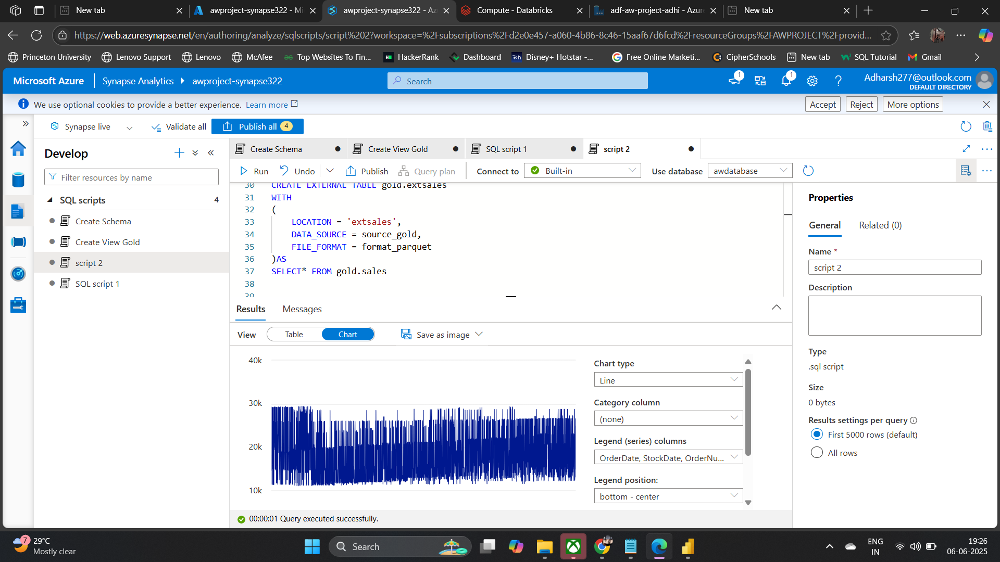 New tab
awproject-synapse322 - Mi
awproject-synapse322 - Az
Compute - Databricks
adf-aw-project-adhi - Azur
New tab
https://web.azuresynapse.net/en/authoring/analyze/sqlscripts/script%202?workspace=%2Fsubscriptions%2Fd2e0e457-a060-4b86-8c46-15aaf67d6fcd%2FresourceGroups%2FAWPROJECT%2Fprovid...
Princeton University
Lenovo Support
Lenovo
McAfee
Top Websites To Fin...
HackerRank
Dashboard
Disney+ Hotstar -...
Free Online Marketi...
CipherSchools
New tab
SQL Tutorial
Gmail
Microsoft Azure
Synapse Analytics
awproject-synapse322
Search
1
1
Adharsh277@outlook.com
DEFAULT DIRECTORY
We use optional cookies to provide a better experience. Learn more
Accept
Reject
More options
Synapse live
Validate all
Publish all 4
Develop
Filter resources by name
SQL scripts 4
Create Schema
Create View Gold
script 2
SQL script 1
Create Schema
Create View Gold
SQL script 1
script 2
Run
Undo
Publish
Query plan
Connect to
Built-in
Use database
awdatabase
30 CREATE EXTERNAL TABLE gold.extsales
31 WITH
32 (
33 LOCATION = 'extsales',
34 DATA_SOURCE = source_gold,
35 FILE_FORMAT = format_parquet
36 )AS
37 SELECT* FROM gold.sales
38
39
Results
Messages
View
Table
Chart
Save as image
40k
30k
20k
10k
Chart type
Line
Category column
(none)
Legend (series) columns
OrderDate, StockDate, OrderNu...
Legend position:
bottom - center
00:00:01 Query executed successfully.
Properties
General
Related (0)
Name *
script 2
Description
Type
.sql script
Size
0 bytes
Results settings per query
First 5000 rows (default)
All rows
7
29°C
Mostly clear
Search
ENG
IN
19:26
06-06-2025